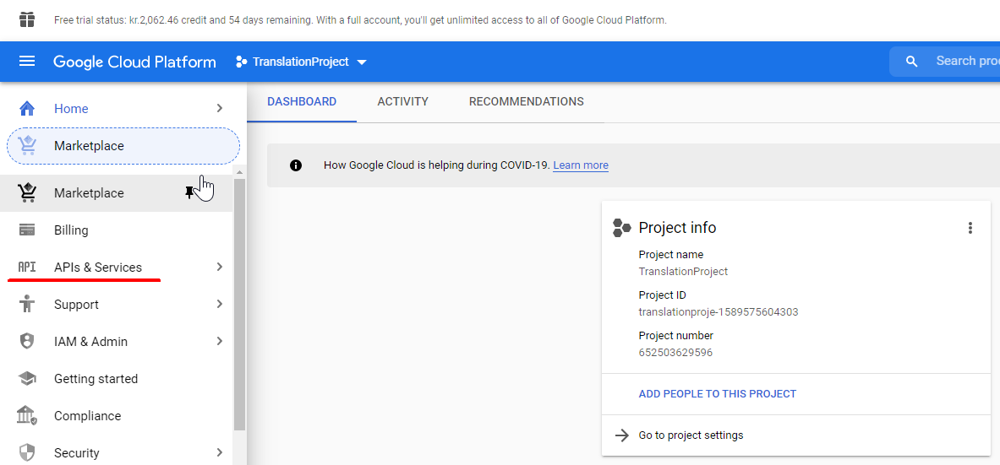 Free trial status: kr.2,062.46 credit and 54 days remaining. With a full account, you'll get unlimited access to all of Google Cloud Platform.
Google Cloud Platform TranslationProject Search pro
DASHBOARD ACTIVITY RECOMMENDATIONS
Home
Marketplace
Marketplace
Billing
API APIs & Services
Support
IAM & Admin
Getting started
Compliance
Security
How Google Cloud is helping during COVID-19. Learn more
Project info
Project name
TranslationProject
Project ID
translationproje-1589575604303
Project number
652503629596
ADD PEOPLE TO THIS PROJECT
Go to project settings